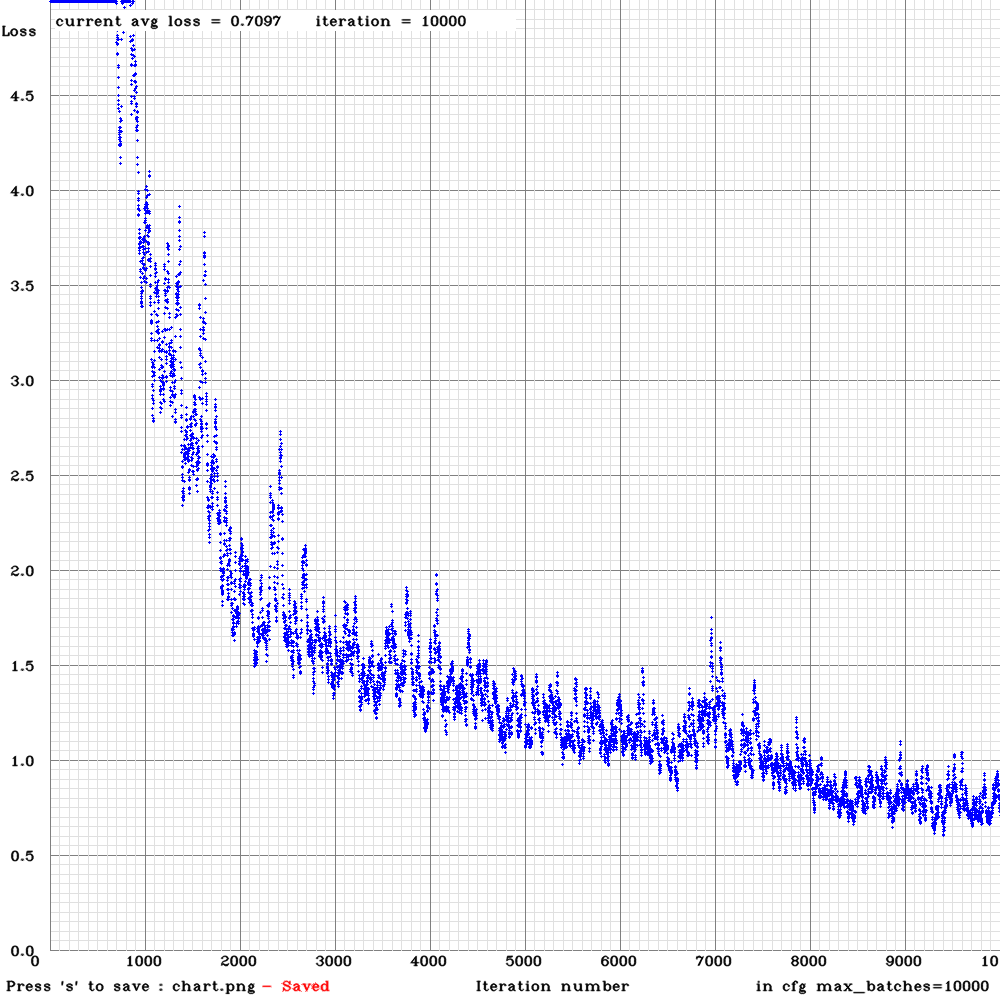 current avg loss = 0.7097 iteration = 10000
Loss
4.5
4.0
3.5
3.0
2.5
2.0
1.5
1.0
0.5
0.0
0 1000 2000 3000 4000 5000 6000 7000 8000 9000 10
Press 's' to save : chart.png - Saved Iteration number in cfg max_batches=10000